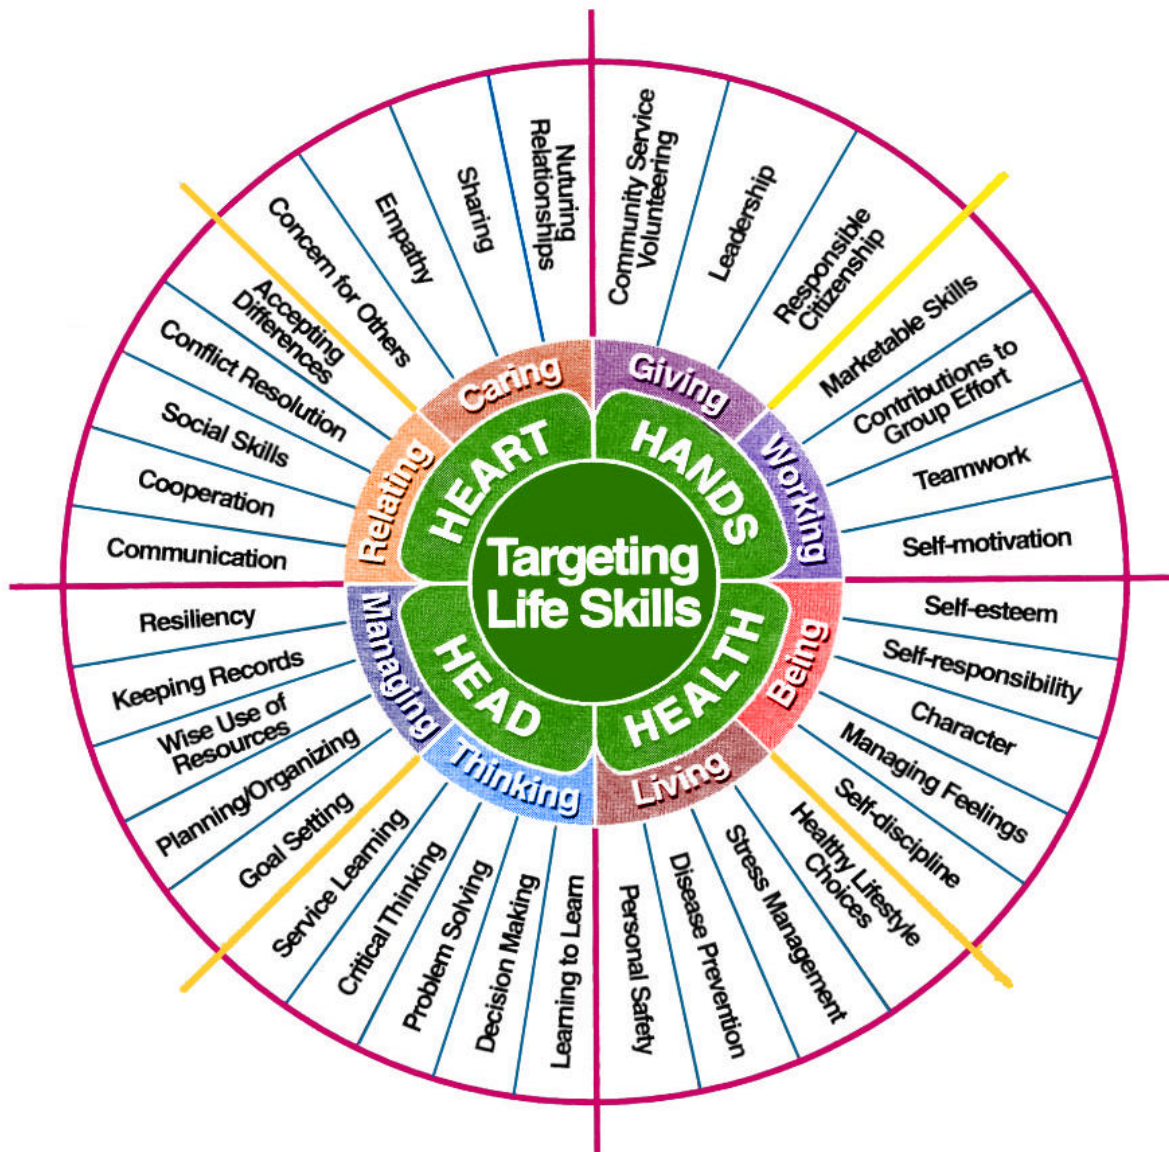 Targeting
Life Skills
HEART
Caring
Nuturing
Relationships
Sharing
Empathy
Concern for Others
Relating
Accepting
Differences
Conflict Resolution
Social Skills
Cooperation
Communication
HANDS
Giving
Community Service
Volunteering
Leadership
Responsible
Citizenship
Working
Marketable Skills
Contributions to
Group Effort
Teamwork
Self-motivation
HEALTH
Being
Self-esteem
Self-responsibility
Character
Managing Feelings
Self-discipline
Living
Healthy Lifestyle
Choices
Stress Management
Disease Prevention
Personal Safety
HEAD
Thinking
Learning to Learn
Decision Making
Problem Solving
Critical Thinking
Service Learning
Managing
Goal Setting
Planning/Organizing
Wise Use of
Resources
Keeping Records
Resiliency